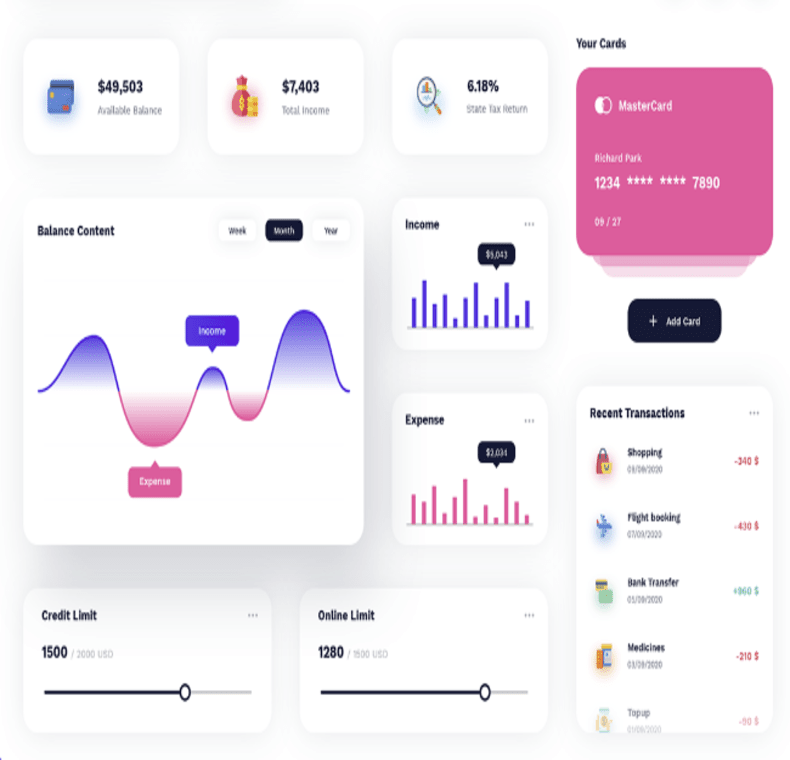 $49,503
Available Balance
$7,403
Total Income
6.18%
State Tax Return
Your Cards
MasterCard
Richard Park
1234 **** **** 7890
09 / 27
+ Add Card
Balance Content
Week
Month
Year
Income
Expense
Income
$5,043
Expense
$2,034
Recent Transactions
Shopping
09/09/2020
-340 $
Flight booking
07/09/2020
-430 $
Bank Transfer
05/09/2020
+960 $
Medicines
03/09/2020
-210 $
Topup
01/09/2020
-90 $
Credit Limit
1500 / 2000 USD
Online Limit
1280 / 1500 USD